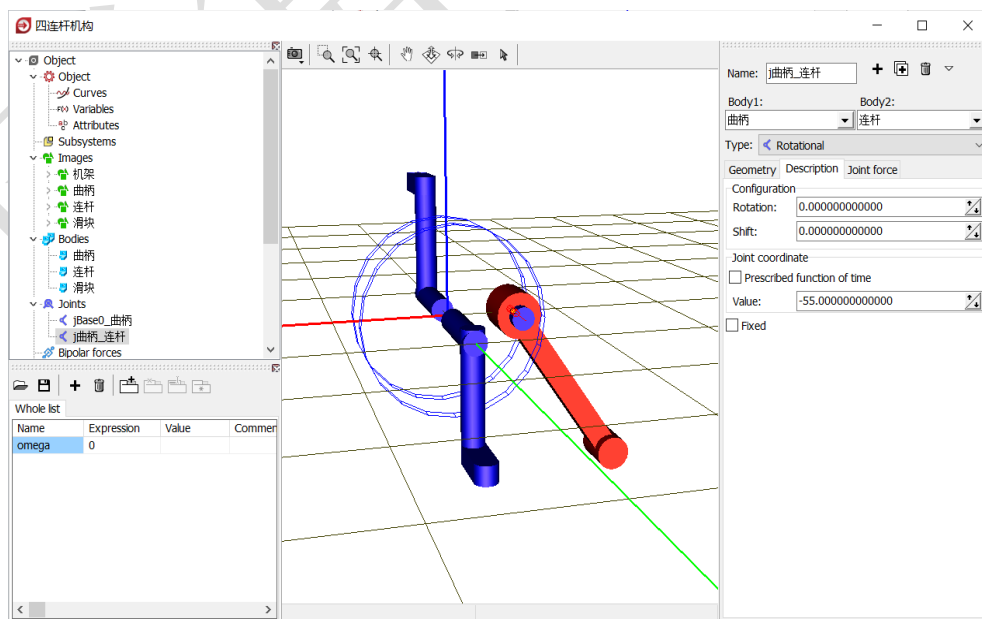 四连杆机构
Object
Object
Curves
Variables
Attributes
Subsystems
Images
机架
曲柄
连杆
滑块
Bodies
曲柄
连杆
滑块
Joints
jBase0_曲柄
j曲柄_连杆
Bipolar forces
Whole list
Name Expression Value Commen
omega 0
Name: j曲柄_连杆
Body1: Body2:
曲柄 连杆
Type: Rotational
Geometry Description Joint force
Configuration
Rotation: 0.000000000000
Shift: 0.000000000000
Joint coordinate
Prescribed function of time
Value: -55.000000000000
Fixed